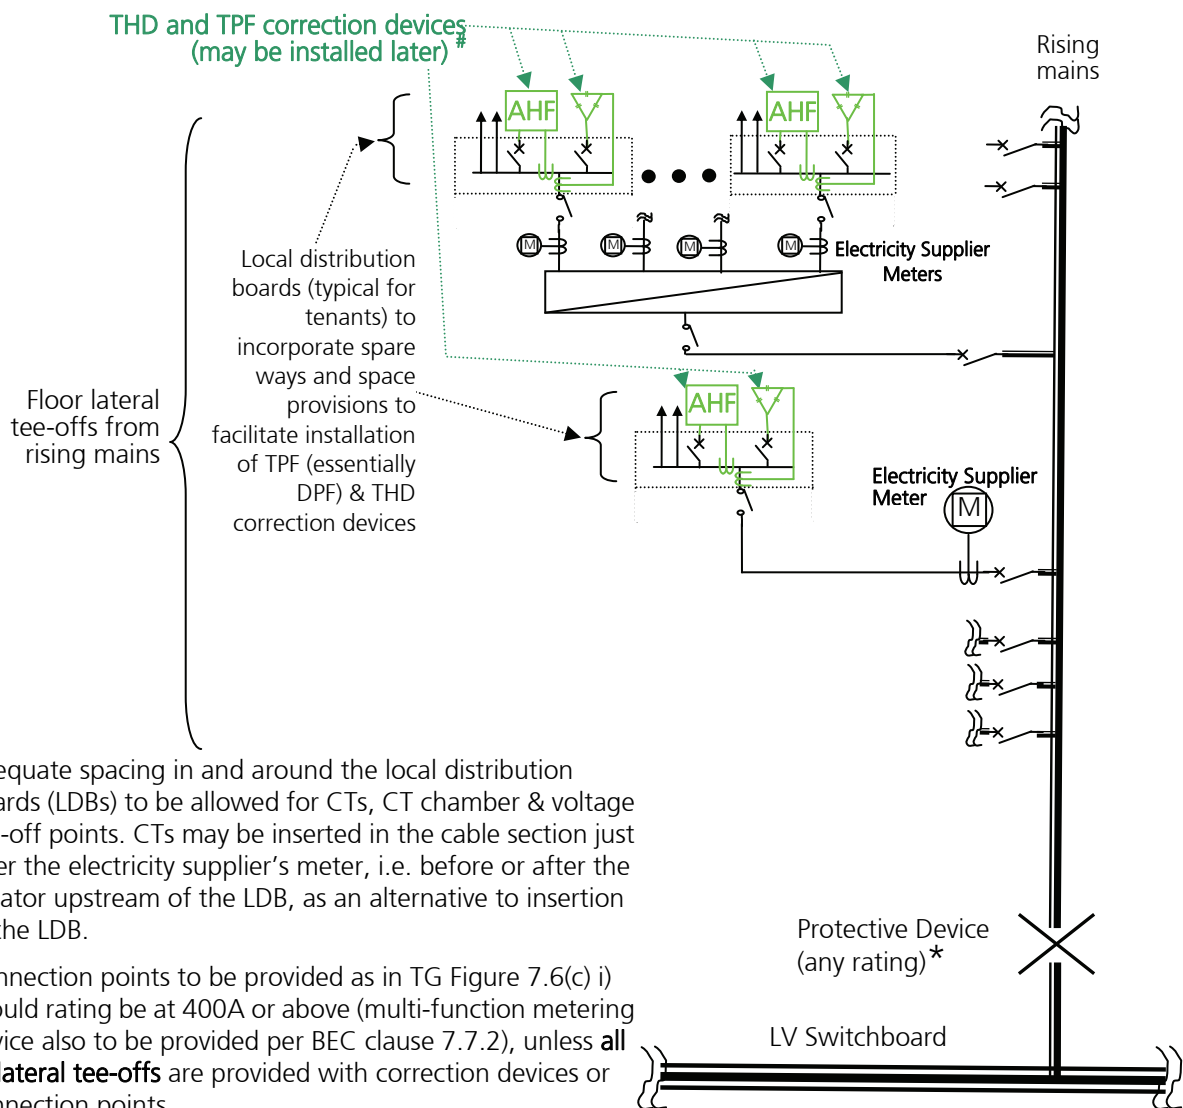 THD and TPF correction devices
(may be installed later) #
Rising
mains
AHF
AHF
M
M
M
M
Electricity Supplier
Meters
Local distribution
boards (typical for
tenants) to
incorporate spare
ways and space
provisions to
facilitate installation
of TPF (essentially
DPF) & THD
correction devices
Floor lateral
tee-offs from
rising mains
AHF
Electricity Supplier
Meter
M
equate spacing in and around the local distribution
ards (LDBs) to be allowed for CTs, CT chamber & voltage
-off points. CTs may be inserted in the cable section just
er the electricity supplier’s meter, i.e. before or after the
ator upstream of the LDB, as an alternative to insertion
the LDB.
nnection points to be provided as in TG Figure 7.6(c) i)
ould rating be at 400A or above (multi-function metering
vice also to be provided per BEC clause 7.7.2), unless all
lateral tee-offs are provided with correction devices or
nnection points
Protective Device
(any rating)*
LV Switchboard